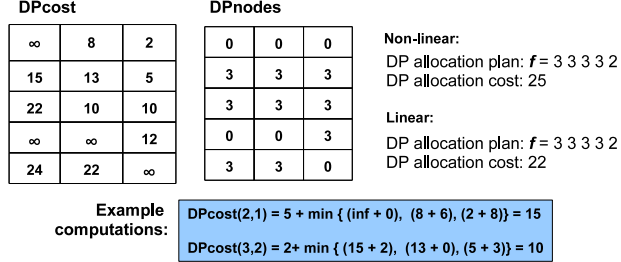 DPcost
DPnodes
∞ 8 2
15 13 5
22 10 10
∞ ∞ 12
24 22 ∞
0 0 0
3 3 3
3 3 3
0 0 3
3 3 0
Non-linear:
DP allocation plan: f = 3 3 3 3 2
DP allocation cost: 25
Linear:
DP allocation plan: f = 3 3 3 3 2
DP allocation cost: 22
Example
computations:
DPcost(2,1) = 5 + min { (inf + 0), (8 + 6), (2 + 8)} = 15
DPcost(3,2) = 2+ min { (15 + 2), (13 + 0), (5 + 3)} = 10